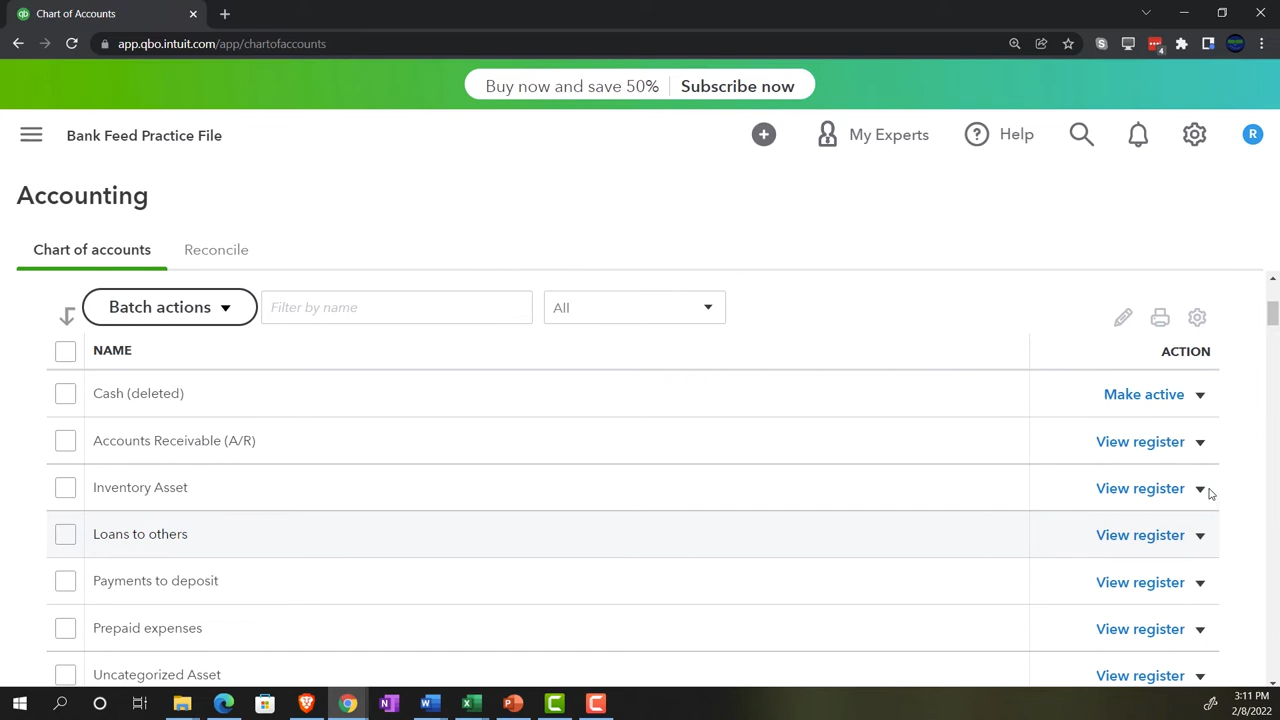 Chart of Accounts
app.qbo.intuit.com/app/chartofaccounts
4
Buy now and save 50% Subscribe now
Bank Feed Practice File My Experts Help R
Accounting
Chart of accounts Reconcile
Batch actions Filter by name All
NAME ACTION
Cash (deleted) Make active
Accounts Receivable (A/R) View register
Inventory Asset View register
Loans to others View register
Payments to deposit View register
Prepaid expenses View register
Uncategorized Asset View register
3:11 PM
2/8/2022